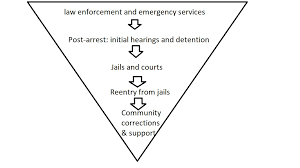 law enforcement and emergency services
Post-arrest: initial hearings and detention
Jails and courts
Reentry from jails
Community
corrections
& support